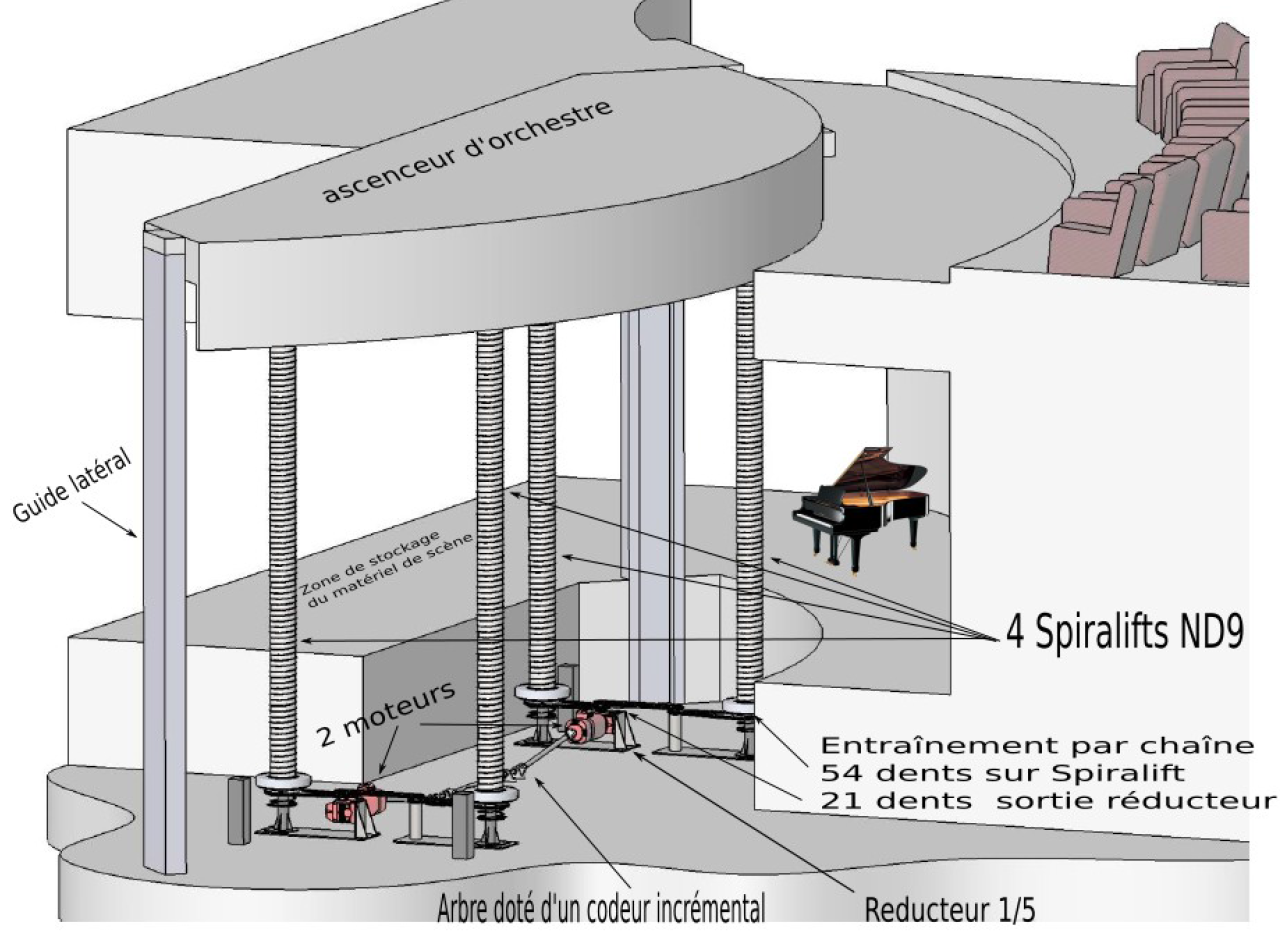 ascenceur d'orchestre
Guide latéral
Zone de stockage
du matériel de scène
4 Spiralifts ND9
2 moteurs
Entraînement par chaîne
54 dents sur Spiralift
21 dents sortie réducteur
Arbre doté d'un codeur incrémental
Reducteur 1/5